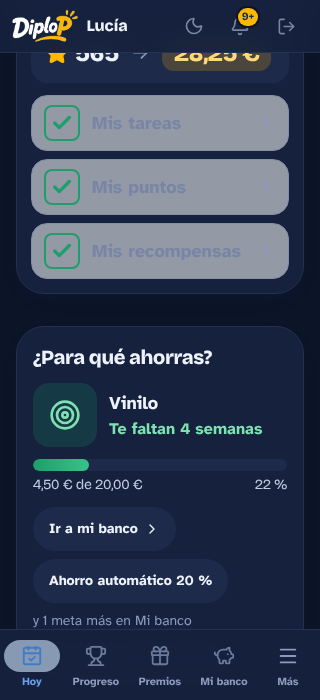 DiploP Lucía 9+
565 → 28,25 €
Mis tareas
Mis puntos
Mis recompensas
¿Para qué ahorras?
Vinilo
Te faltan 4 semanas
4,50 € de 20,00 € 22 %
Ir a mi banco
Ahorro automático 20 %
y 1 meta más en Mi banco
Hoy Progreso Premios Mi banco Más